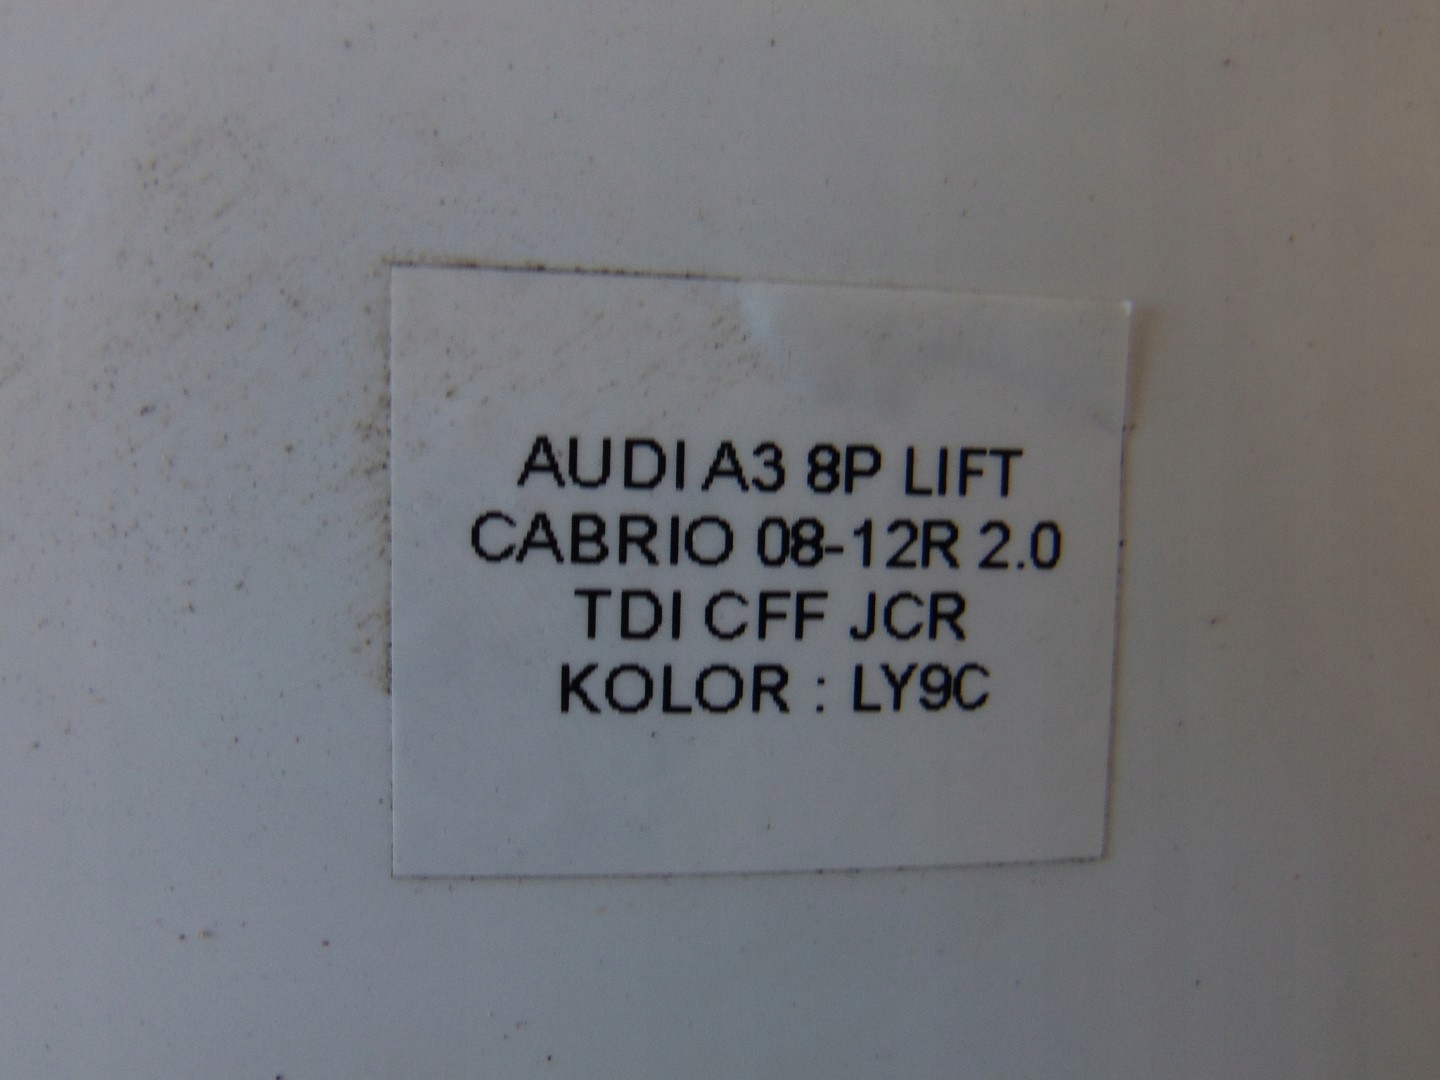 AUDI A3 8P LIFT
CABRIO 08-12R 2.0
TDI CFF JCR
KOLOR : LY9C